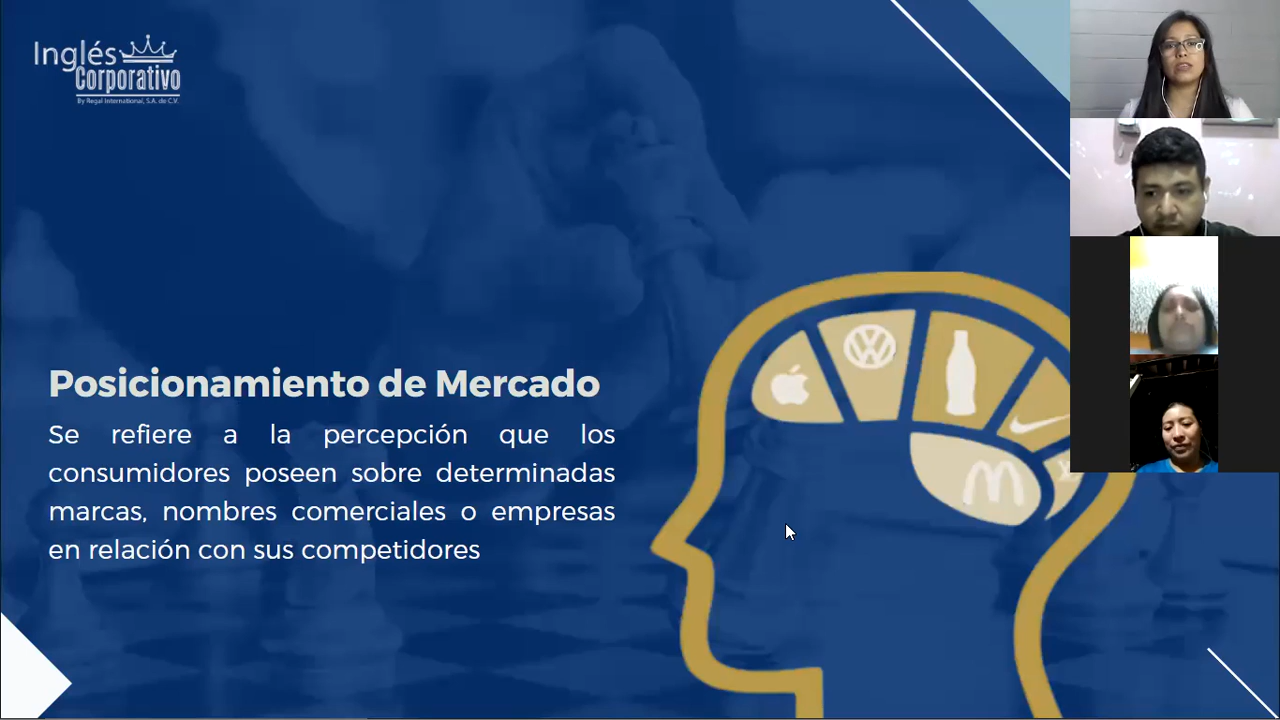 Inglés
Corporativo
By Regal International, S.A. de C.V.
Posicionamiento de Mercado
Se refiere a la percepción que los
consumidores poseen sobre determinadas
marcas, nombres comerciales o empresas
en relación con sus competidores